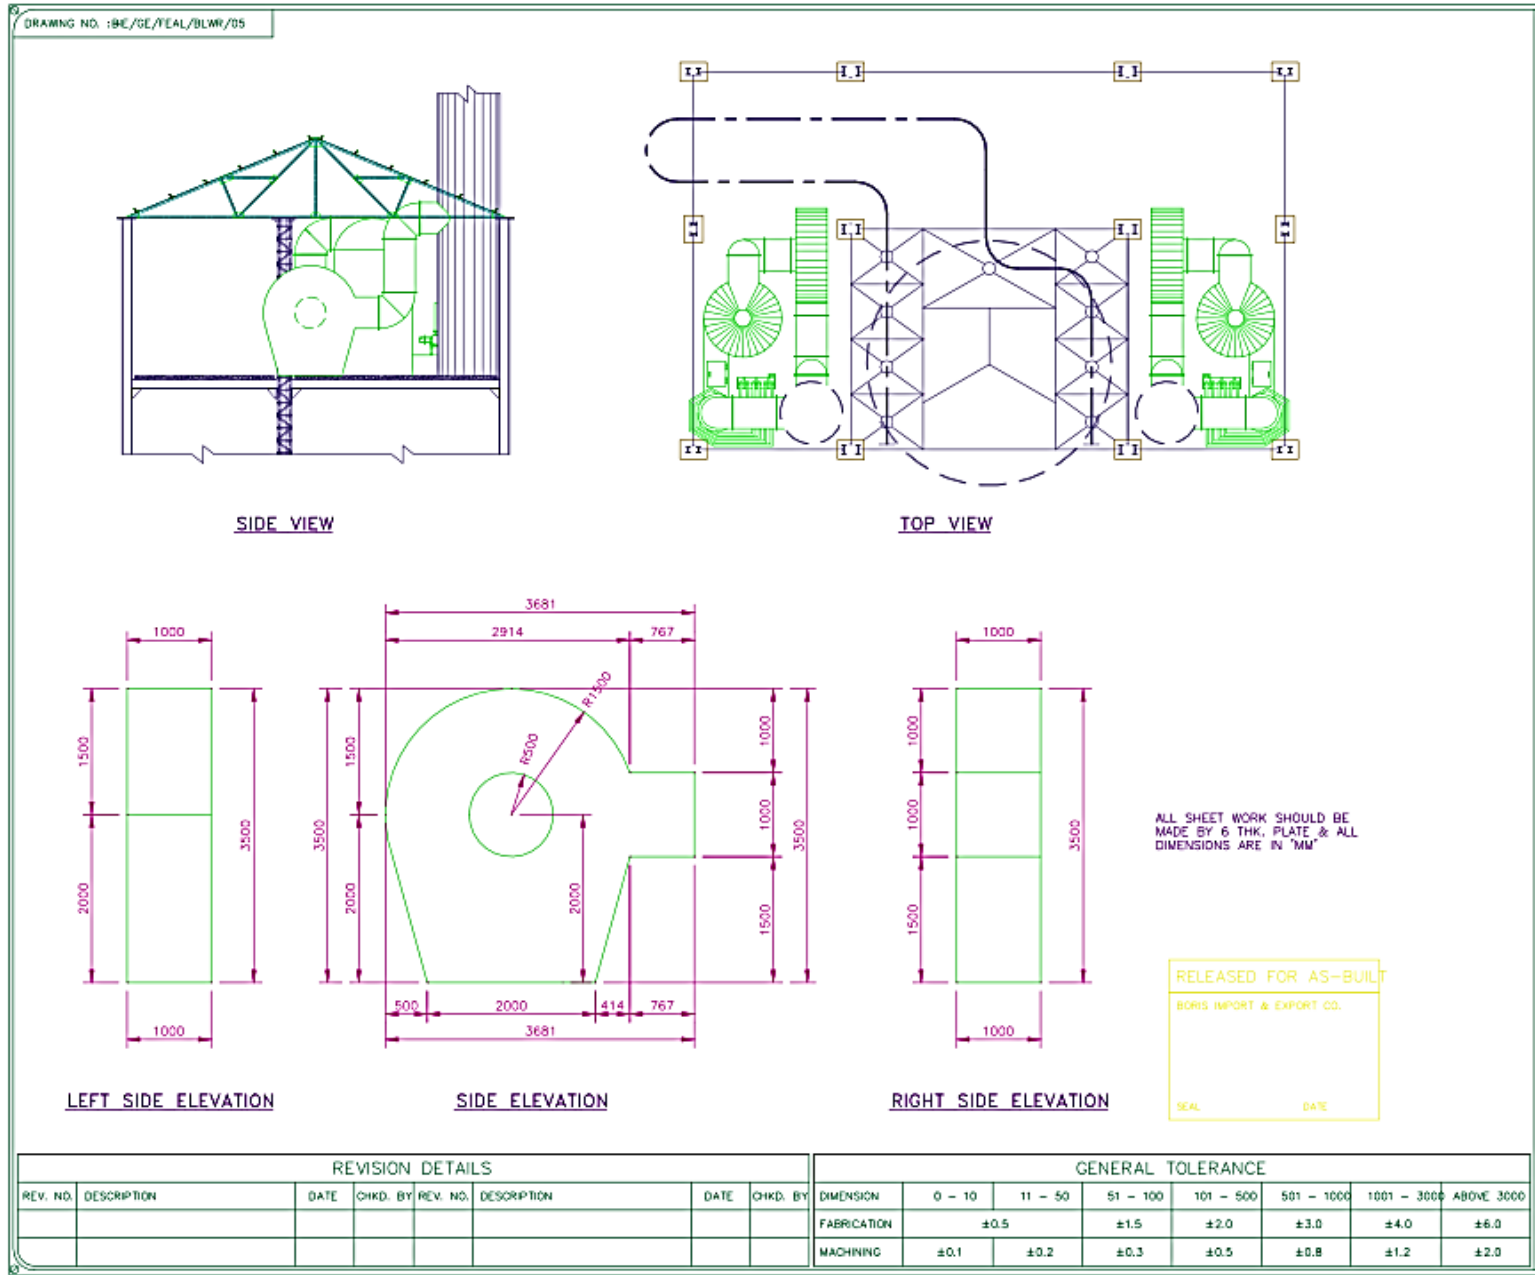 DRAWING NO. :BIE/GE/FEAL/BLWR/05
SIDE VIEW
TOP VIEW
3681
1000
2914
767
1000
1500
2000
3500
1000
3500
1500
2000
R1500
R500
2000
1000
1000
1500
3500
500
2000
414
767
3681
1000
1000
1500
3500
1000
ALL SHEET WORK SHOULD BE
MADE BY 6 THK. PLATE & ALL
DIMENSIONS ARE IN "MM"
RELEASED FOR AS-BUILT
BORIS IMPORT & EXPORT CO.
SEAL DATE
LEFT SIDE ELEVATION
SIDE ELEVATION
RIGHT SIDE ELEVATION
REVISION DETAILS
REV. NO. DESCRIPTION DATE CHKD. BY REV. NO. DESCRIPTION DATE CHKD. BY
GENERAL TOLERANCE
DIMENSION 0 - 10 11 - 50 51 - 100 101 - 500 501 - 1000 1001 - 3000 ABOVE 3000
FABRICATION ±0.5 ±1.5 ±2.0 ±3.0 ±4.0 ±6.0
MACHINING ±0.1 ±0.2 ±0.3 ±0.5 ±0.8 ±1.2 ±2.0